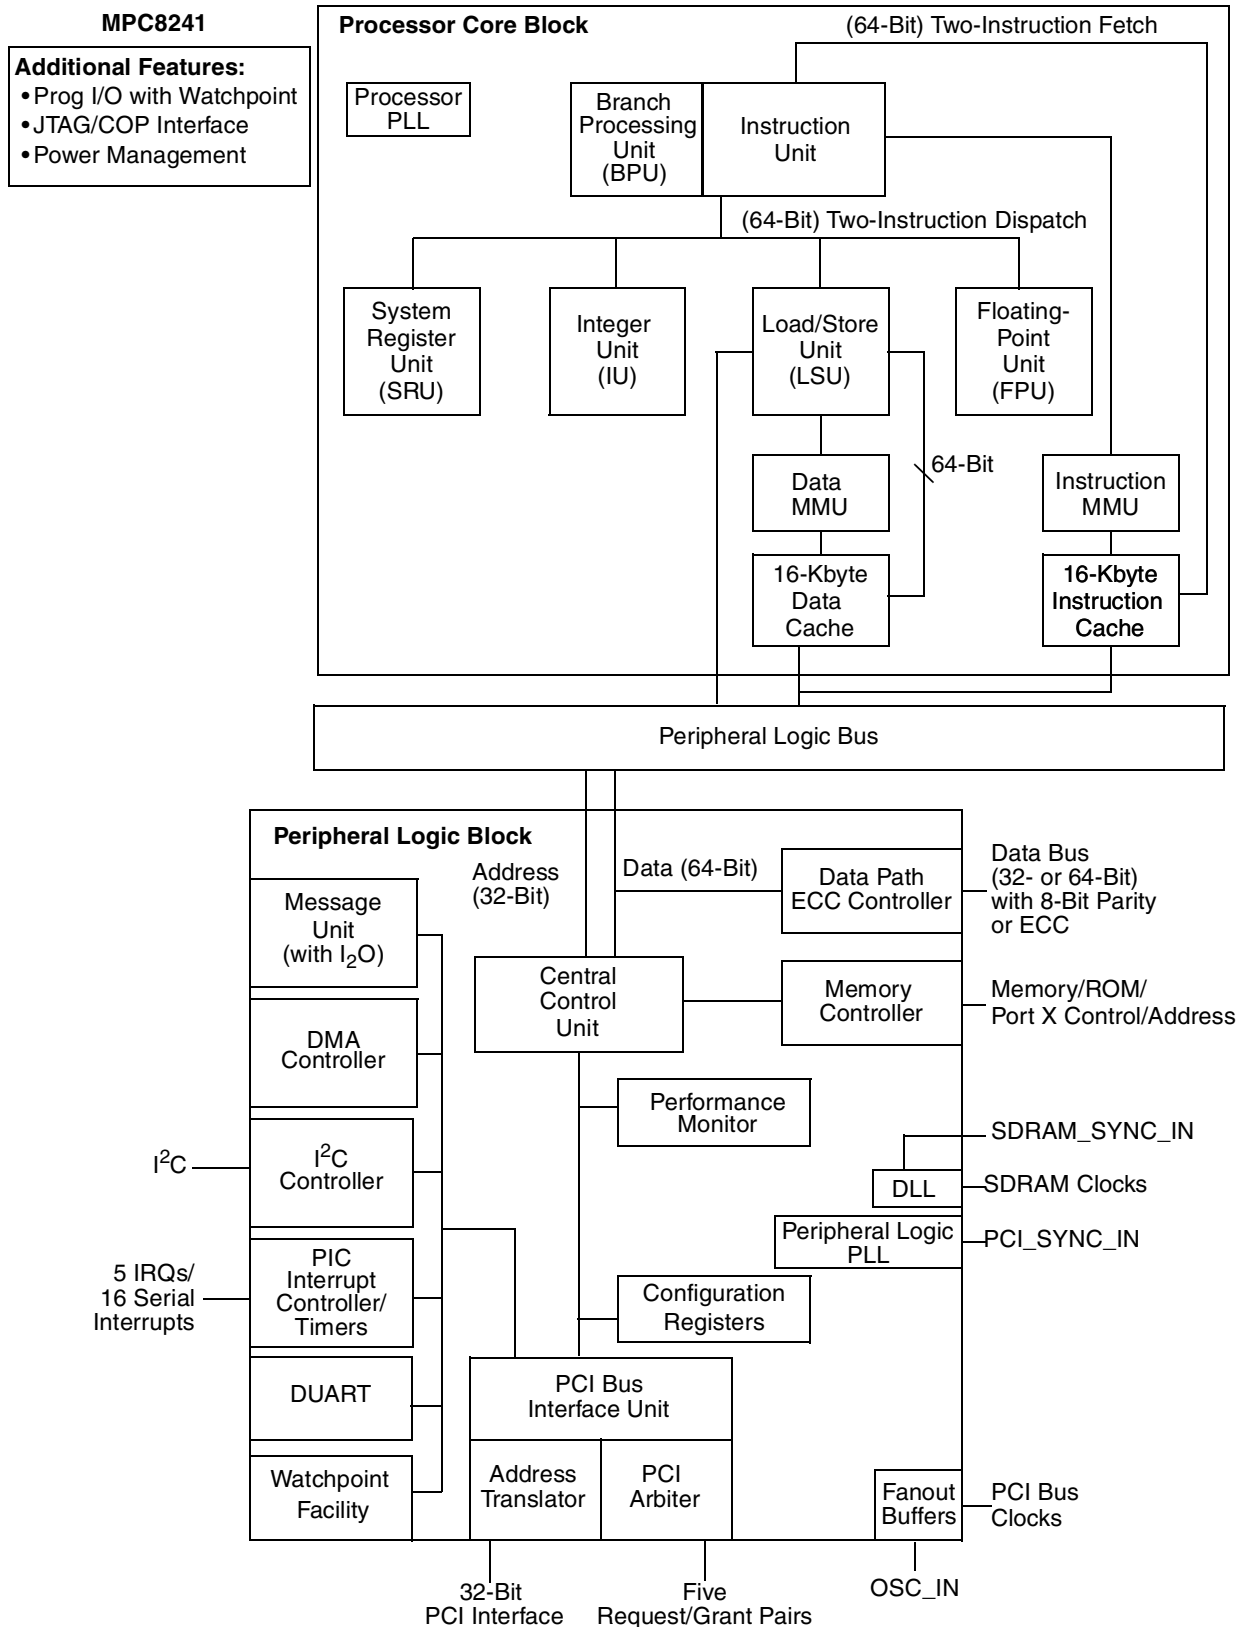 MPC8241
Additional Features:
•Prog I/O with Watchpoint
•JTAG/COP Interface
•Power Management
Processor Core Block
(64-Bit) Two-Instruction Fetch
Processor
PLL
Branch
Processing
Unit
(BPU)
Instruction
Unit
(64-Bit) Two-Instruction Dispatch
System
Register
Unit
(SRU)
Integer
Unit
(IU)
Load/Store
Unit
(LSU)
Floating-
Point
Unit
(FPU)
64-Bit
Data
MMU
Instruction
MMU
16-Kbyte
Data
Cache
16-Kbyte
Instruction
Cache
Peripheral Logic Bus
Peripheral Logic Block
Address
(32-Bit)
Data (64-Bit)
Data Path
ECC Controller
Data Bus
(32- or 64-Bit)
with 8-Bit Parity
or ECC
Message
Unit
(with I2O)
Central
Control
Unit
Memory
Controller
Memory/ROM/
Port X Control/Address
DMA
Controller
Performance
Monitor
SDRAM_SYNC_IN
I²C
I²C
Controller
DLL
SDRAM Clocks
Peripheral Logic
PLL
PCI_SYNC_IN
5 IRQs/
16 Serial
Interrupts
PIC
Interrupt
Controller/
Timers
Configuration
Registers
DUART
PCI Bus
Interface Unit
Watchpoint
Facility
Address
Translator
PCI
Arbiter
Fanout
Buffers
PCI Bus
Clocks
32-Bit
PCI Interface
Five
Request/Grant Pairs
OSC_IN